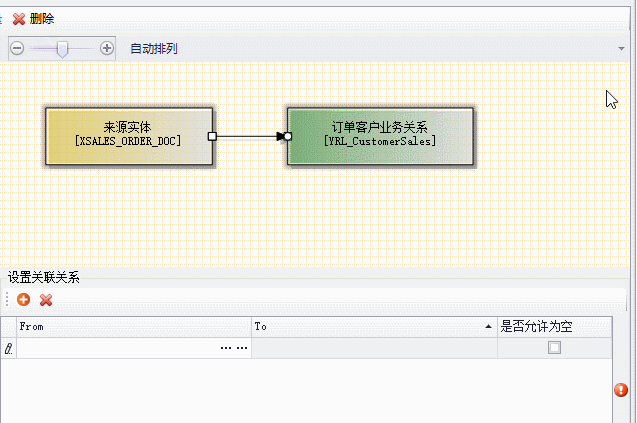 删除
自动排列
来源实体
[XSALES_ORDER_DOC]
订单客户业务关系
[YRL_CustomerSales]
设置关联关系
From
To
是否允许为空